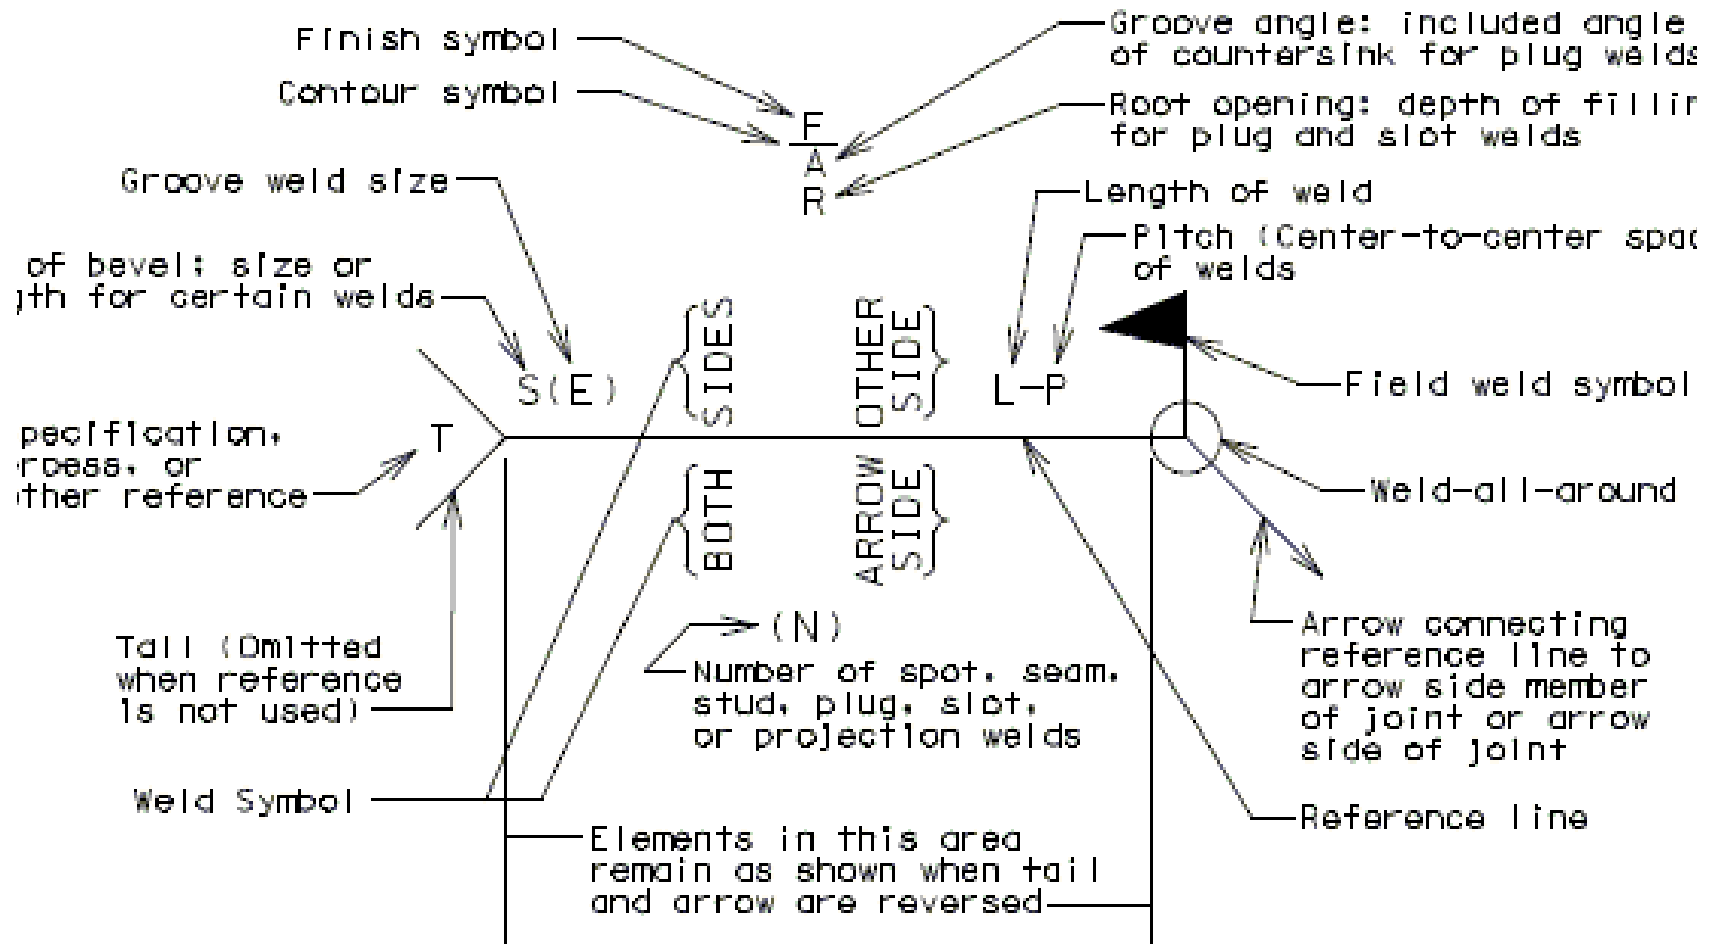 Finish symbol
Contour symbol
Groove angle: included angle
of countersink for plug welds
Root opening: depth of fillin
for plug and slot welds
F
A
R
Groove weld size
Length of weld
Pitch (Center-to-center spac
of welds
of bevel; size or
gth for certain welds
S(E)
SIDES
OTHER
SIDE
L-P
Field weld symbol
pecification,
rcess, or
ther reference
T
BOTH
ARROW
SIDE
Weld-all-around
(N)
Number of spot, seam,
stud, plug, slot,
or projection welds
Tail (Omitted
when reference
is not used)
Arrow connecting
reference line to
arrow side member
of joint or arrow
side of joint
Weld Symbol
Reference line
Elements in this area
remain as shown when tail
and arrow are reversed